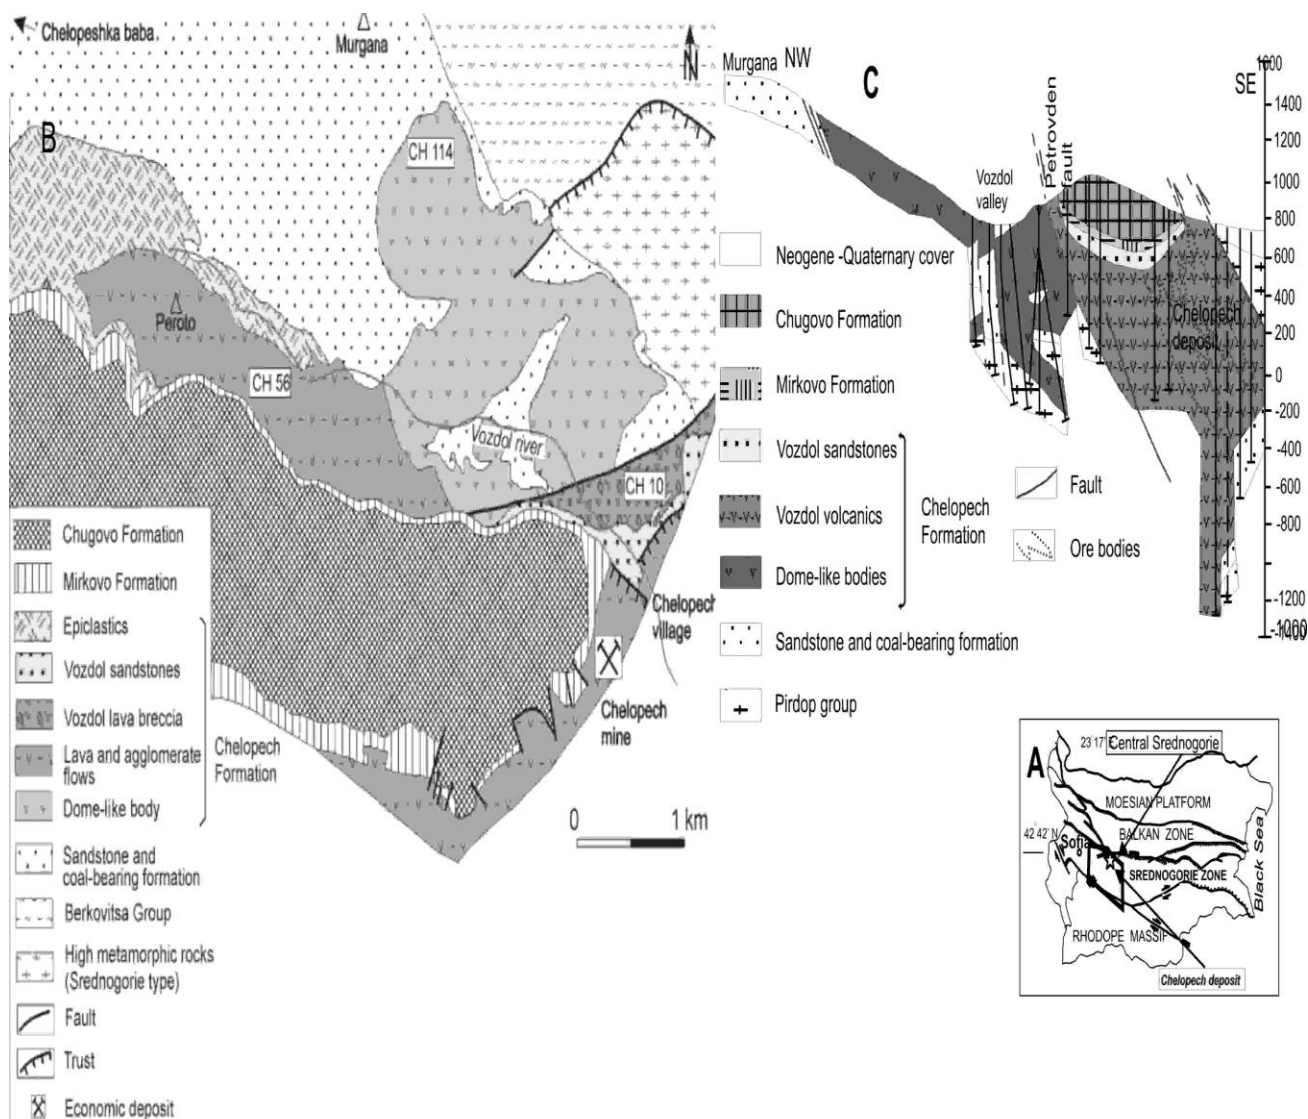 Chelopeshka baba
Murgana
N
B
CH 114
Perolo
CH 56
Vozdol river
CH 10
Chelopech
village
Chelopech
mine
0 1 km
Chugovo Formation
Mirkovo Formation
Epiclastics
Vozdol sandstones
Vozdol lava breccia
Lava and agglomerate
flows
Dome-like body
Chelopech
Formation
Sandstone and
coal-bearing formation
Berkovitsa Group
High metamorphic rocks
(Srednogorie type)
Fault
Trust
Economic deposit
Murgana NW
C
SE
Vozdol
valley
Petrovden
fault
Chelopech
deposit
1400
1200
1000
800
600
400
200
0
-200
-400
-600
-800
-1200
Neogene -Quaternary cover
Chugovo Formation
Mirkovo Formation
Vozdol sandstones
Vozdol volcanics
Dome-like bodies
Chelopech
Formation
Sandstone and coal-bearing formation
Pirdop group
Fault
Ore bodies
A
23°17' E
Central Srednogorie
MOESIAN PLATFORM
42°42' N
BALKAN ZONE
Sofia
SREDNOGORIE ZONE
Black Sea
RHODOPE MASSIF
Chelopech deposit